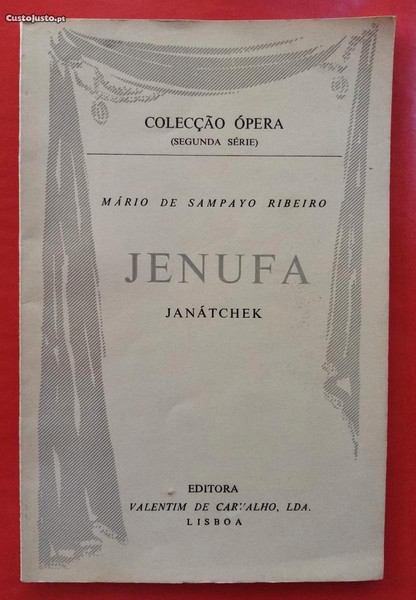 CustoJusto.pt
COLECÇÃO ÓPERA
(SEGUNDA SÉRIE)
MÁRIO DE SAMPAYO RIBEIRO
JENUFA
JANÁTCHEK
EDITORA
VALENTIM DE CARVALHO, LDA.
LISBOA